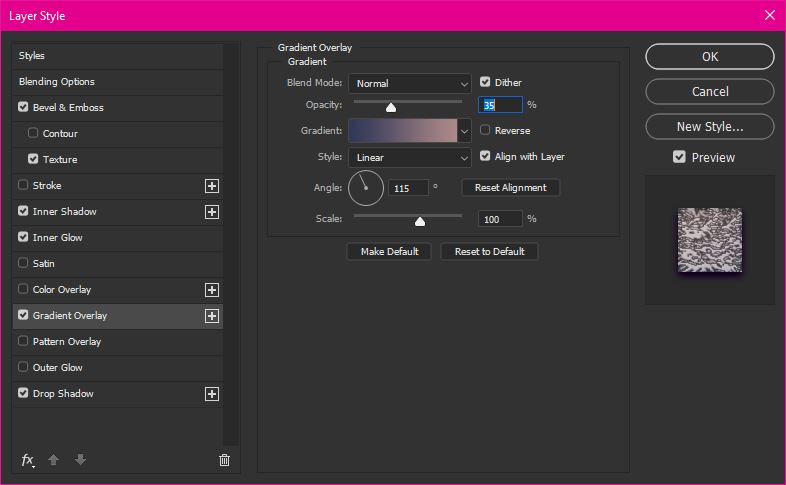 Layer Style
Styles
Blending Options
Bevel & Emboss
Contour
Texture
Stroke
Inner Shadow
Inner Glow
Satin
Color Overlay
Gradient Overlay
Pattern Overlay
Outer Glow
Drop Shadow
fx
Gradient Overlay
Gradient
Blend Mode: Normal Dither
Opacity: 35 %
Gradient: Reverse
Style: Linear Align with Layer
Angle: 115 ° Reset Alignment
Scale: 100 %
Make Default Reset to Default
OK
Cancel
New Style...
Preview